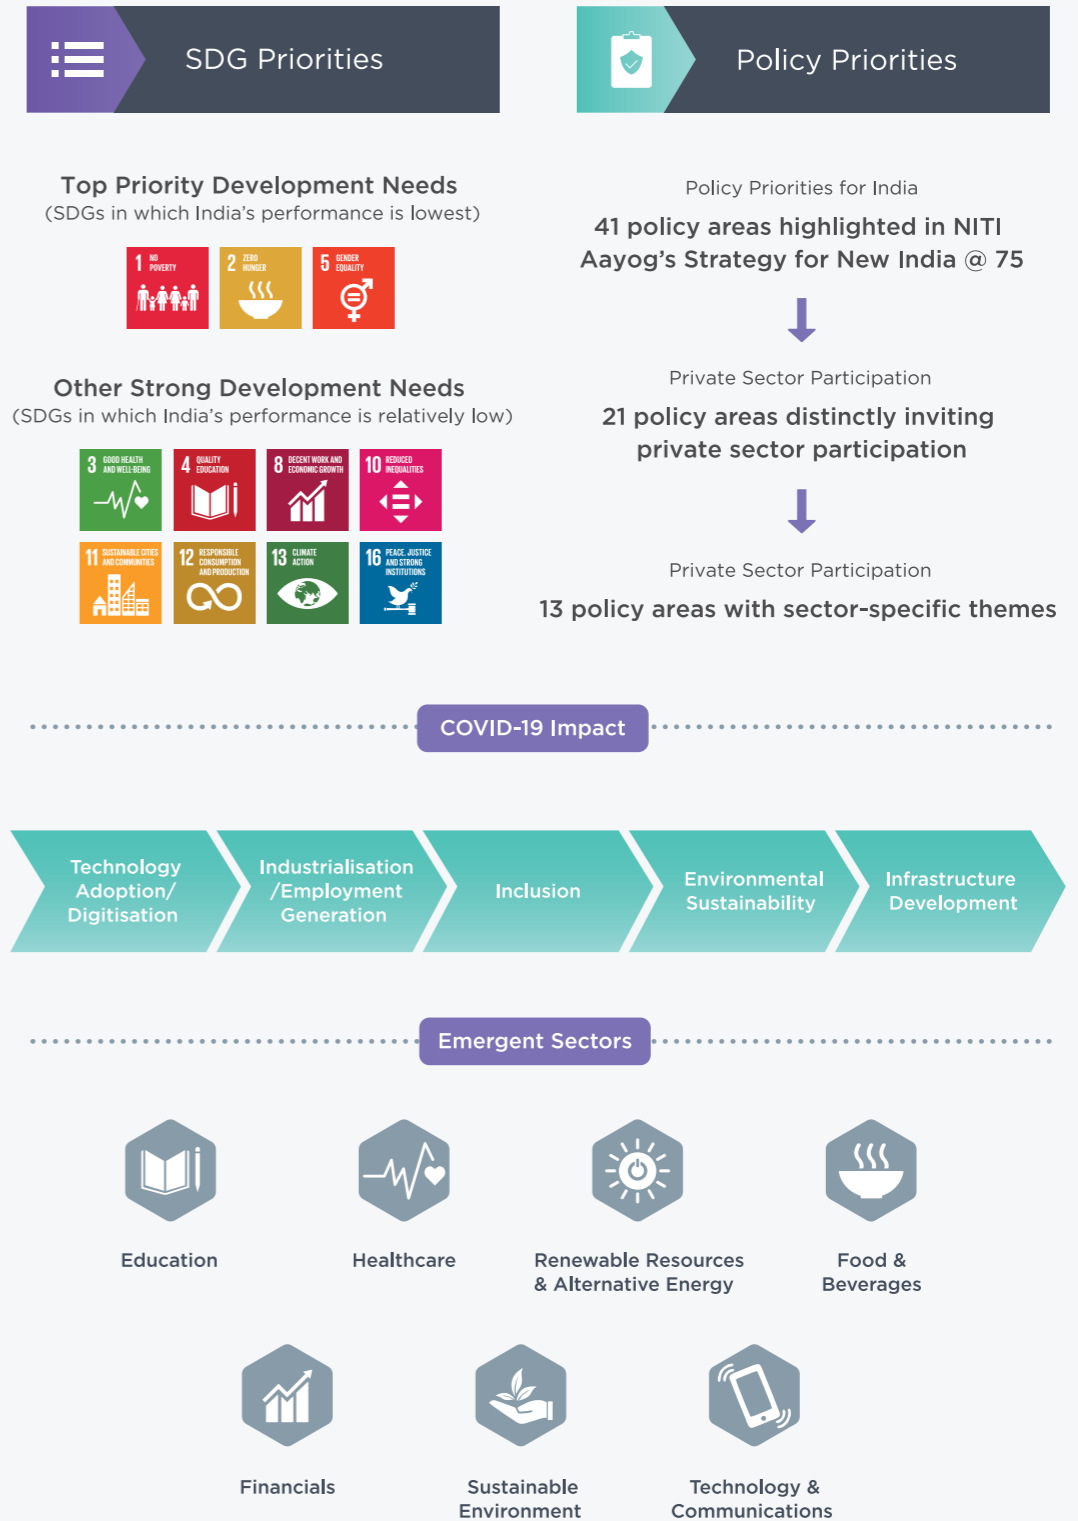 SDG Priorities
Policy Priorities
Top Priority Development Needs
(SDGs in which India's performance is lowest)
1 NO
POVERTY
2 ZERO
HUNGER
5 GENDER
EQUALITY
Other Strong Development Needs
(SDGs in which India's performance is relatively low)
3 GOOD HEALTH
AND WELL-BEING
4 QUALITY
EDUCATION
8 DECENT WORK AND
ECONOMIC GROWTH
10 REDUCED
INEQUALITIES
11 SUSTAINABLE CITIES
AND COMMUNITIES
12 RESPONSIBLE
CONSUMPTION
AND PRODUCTION
13 CLIMATE
ACTION
16 PEACE, JUSTICE
AND STRONG
INSTITUTIONS
Policy Priorities for India
41 policy areas highlighted in NITI
Aayog's Strategy for New India @ 75
Private Sector Participation
21 policy areas distinctly inviting
private sector participation
Private Sector Participation
13 policy areas with sector-specific themes
COVID-19 Impact
Technology
Adoption/
Digitisation
Industrialisation
/Employment
Generation
Inclusion
Environmental
Sustainability
Infrastructure
Development
Emergent Sectors
Education
Healthcare
Renewable Resources
& Alternative Energy
Food &
Beverages
Financials
Sustainable
Environment
Technology &
Communications